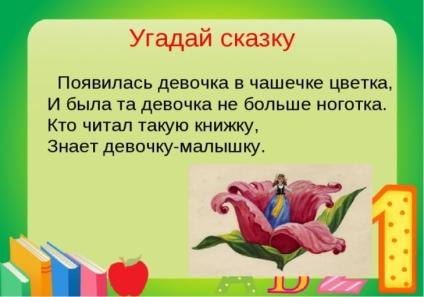 Угадай сказку
Появилась девочка в чашечке цветка,
И была та девочка не больше ноготка.
Кто читал такую книжку,
Знает девочку-малышку.